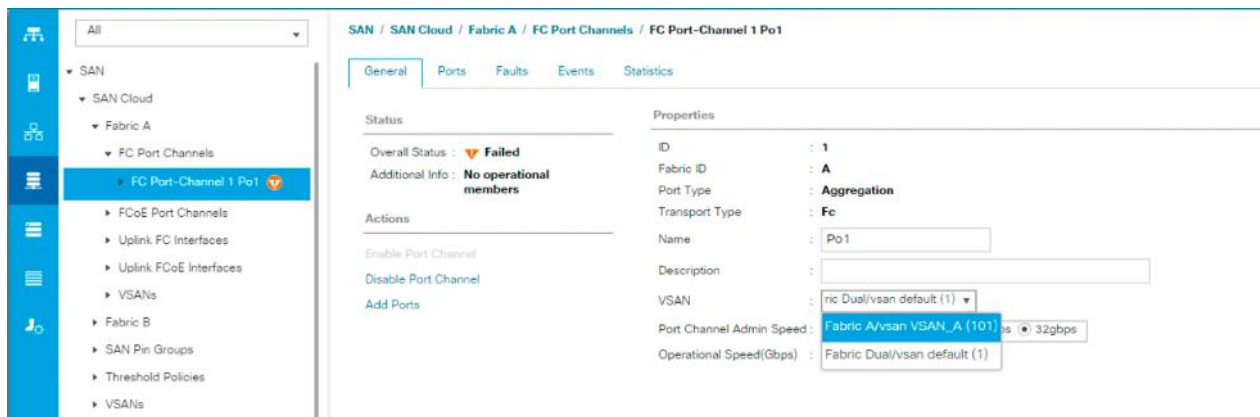 All
SAN
SAN Cloud
Fabric A
FC Port Channels
FC Port-Channel 1 Po1
FCoE Port Channels
Uplink FC Interfaces
Uplink FCoE Interfaces
VSANs
Fabric B
SAN Pin Groups
Threshold Policies
VSANs
SAN / SAN Cloud / Fabric A / FC Port Channels / FC Port-Channel 1 Po1
General Ports Faults Events Statistics
Status
Overall Status : Failed
Additional Info : No operational
members
Actions
Enable Port Channel
Disable Port Channel
Add Ports
Properties
ID : 1
Fabric ID : A
Port Type : Aggregation
Transport Type : Fc
Name : Po1
Description :
VSAN : ric Dual/vsan default (1)
Port Channel Admin Speed : 32gbps
Fabric A/vsan VSAN_A (101)
Operational Speed(Gbps) :
Fabric Dual/vsan default (1)